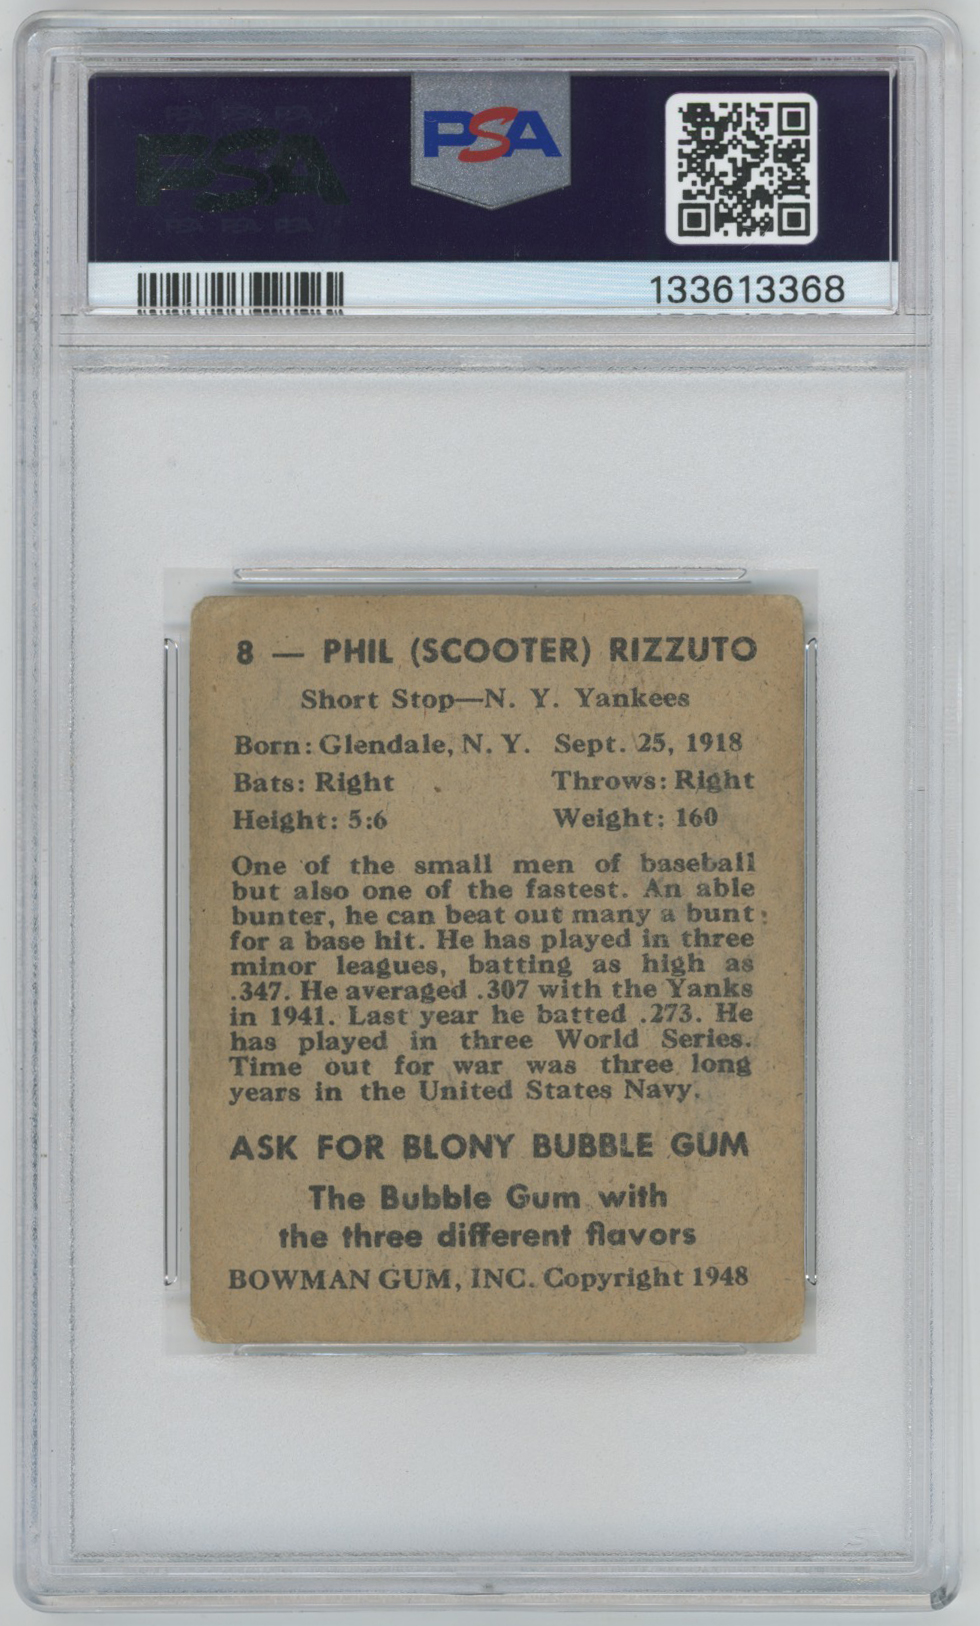 PSA
PSA
133613368
8 — PHIL (SCOOTER) RIZZUTO
Short Stop—N. Y. Yankees
Born: Glendale, N. Y. Sept. 25, 1918
Bats: Right Throws: Right
Height: 5:6 Weight: 160
One of the small men of baseball
but also one of the fastest. An able
bunter, he can beat out many a bunt
for a base hit. He has played in three
minor leagues, batting as high as
.347. He averaged .307 with the Yanks
in 1941. Last year he batted .273. He
has played in three World Series.
Time out for war was three long
years in the United States Navy.
ASK FOR BLONY BUBBLE GUM
The Bubble Gum with
the three different flavors
BOWMAN GUM, INC. Copyright 1948